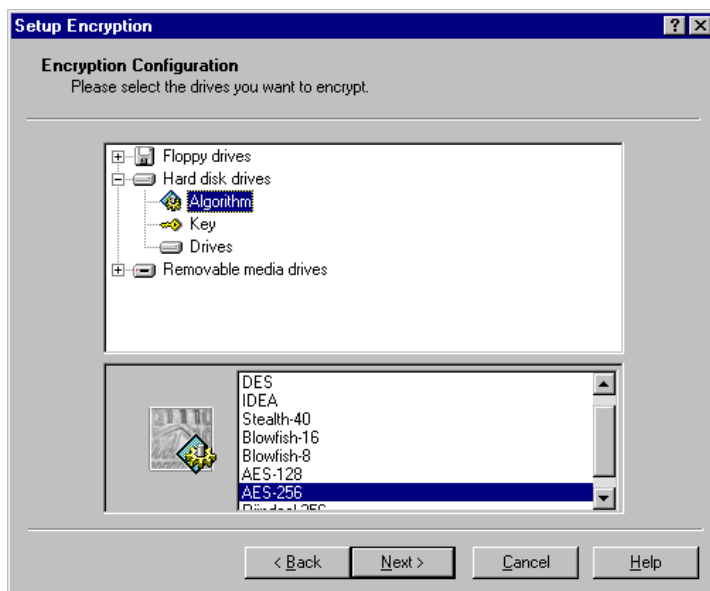 Setup Encryption
Encryption Configuration
Please select the drives you want to encrypt.
Floppy drives
Hard disk drives
Algorithm
Key
Drives
Removable media drives
DES
IDEA
Stealth-40
Blowfish-16
Blowfish-8
AES-128
AES-256
< Back Next > Cancel Help